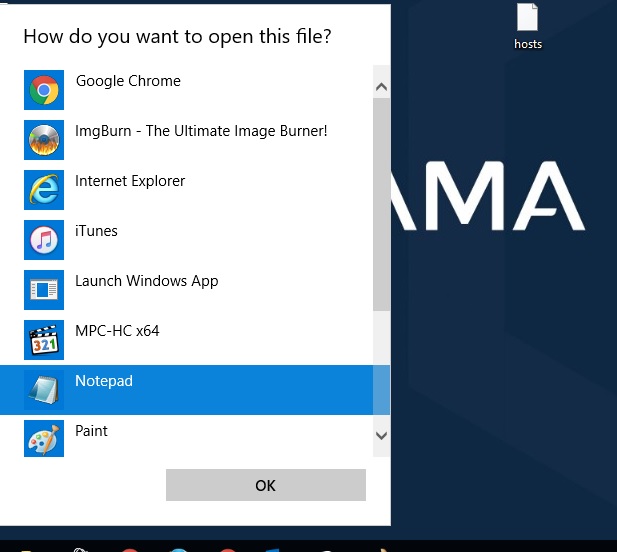 How do you want to open this file?
Google Chrome
ImgBurn - The Ultimate Image Burner!
Internet Explorer
iTunes
Launch Windows App
MPC-HC x64
321
Notepad
Paint
OK
hosts
AMA